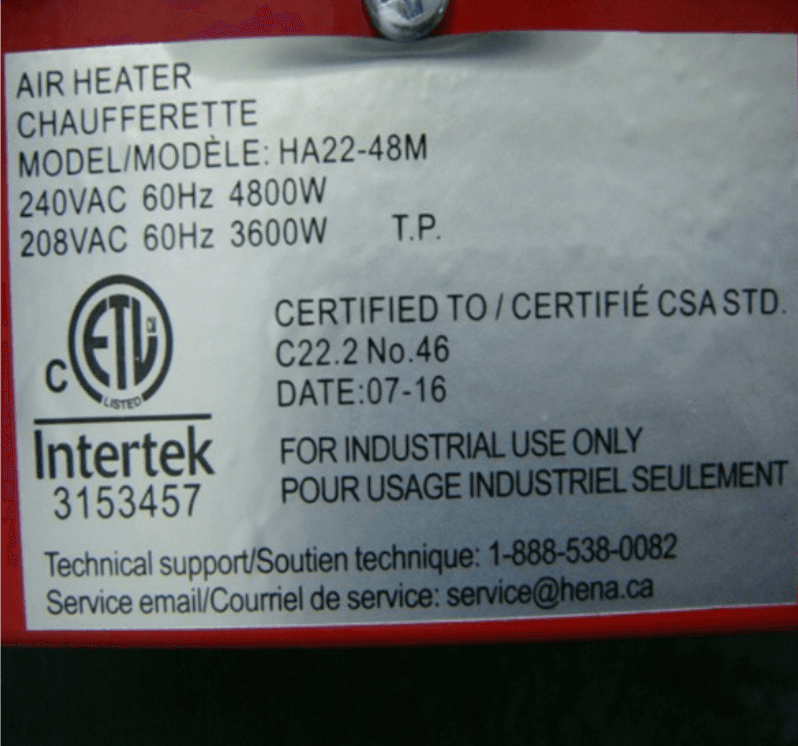 AIR HEATER
CHAUFFERETTE
MODEL/MODÈLE: HA22-48M
240VAC 60Hz 4800W
208VAC 60Hz 3600W T.P.
CERTIFIED TO / CERTIFIÉ CSA STD.
C22.2 No.46
DATE:07-16
C ETL CM
LISTED
Intertek
3153457
FOR INDUSTRIAL USE ONLY
POUR USAGE INDUSTRIEL SEULEMENT
Technical support/Soutien technique: 1-888-538-0082
Service email/Courriel de service: service@hena.ca